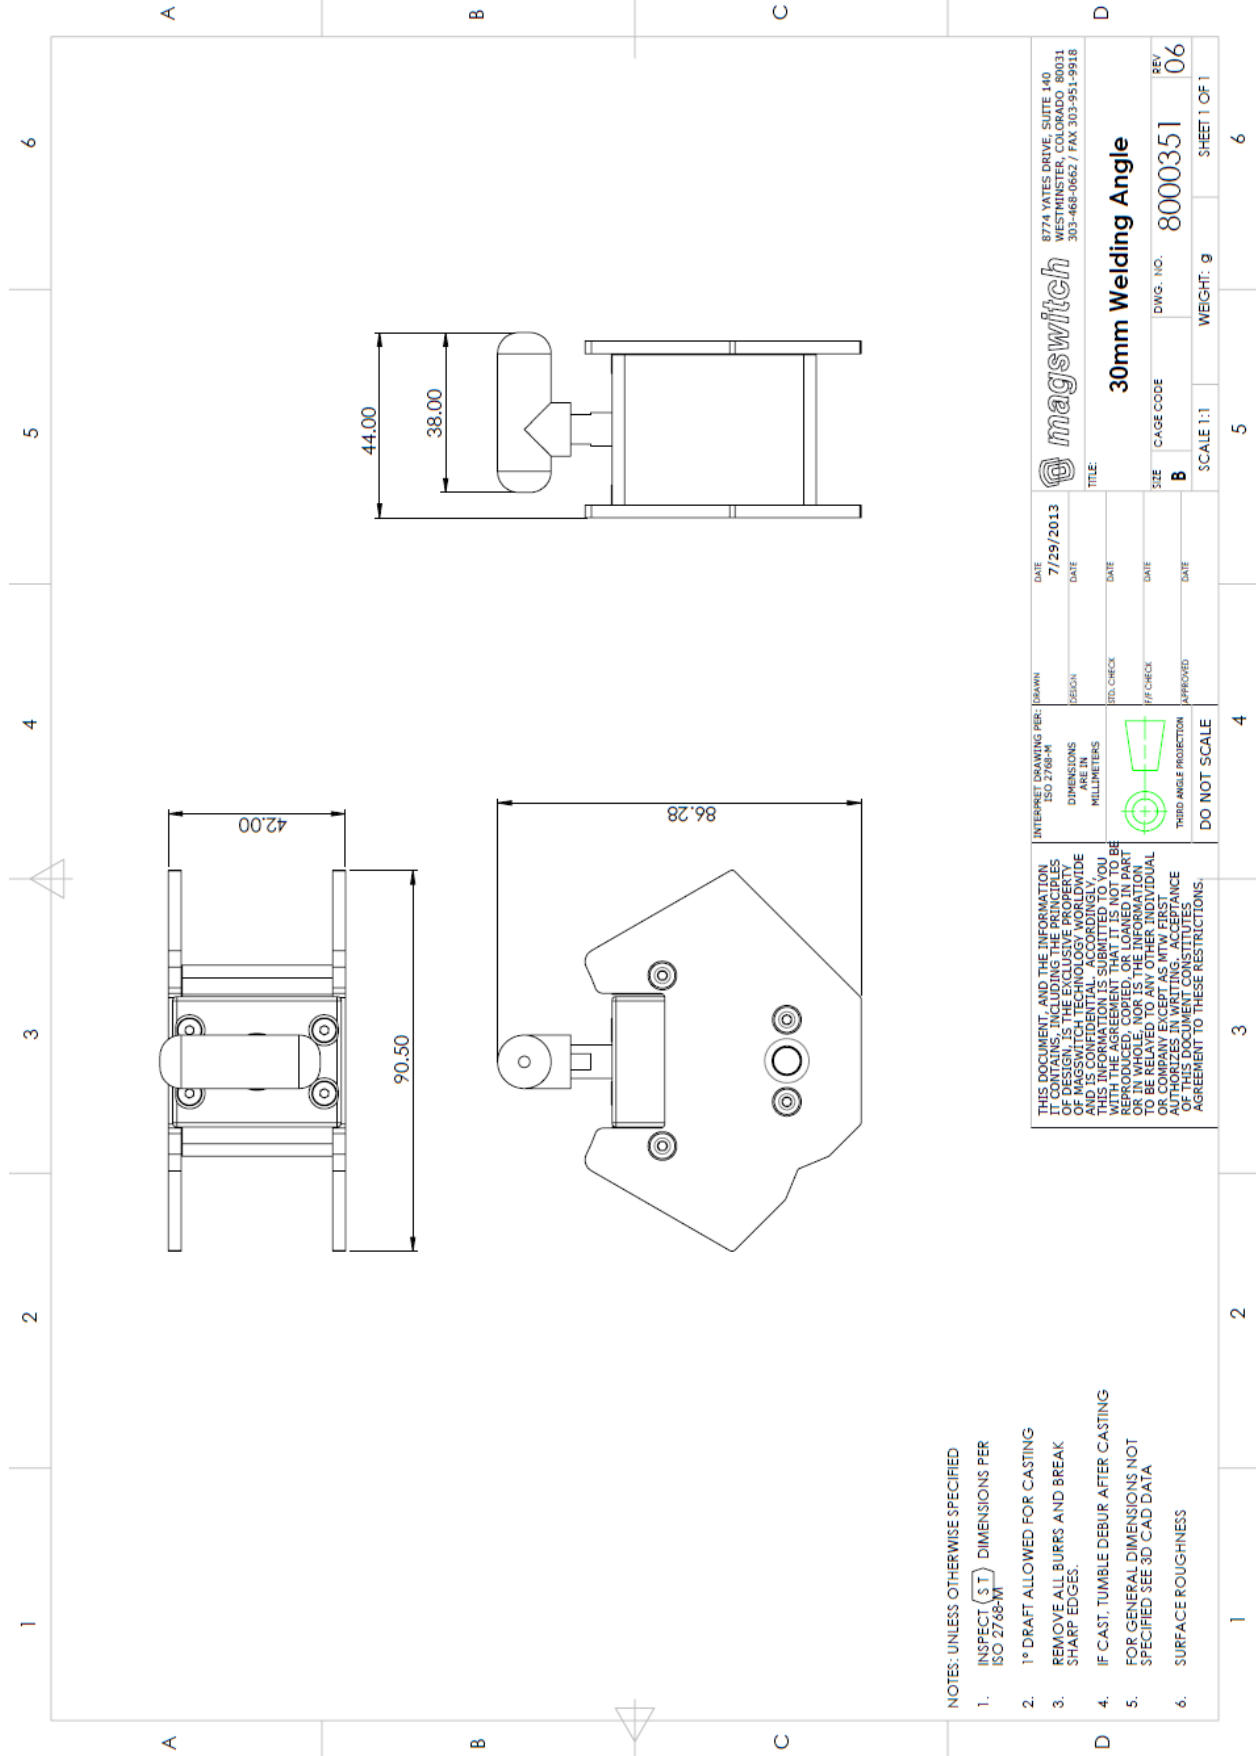 1
2
3
4
5
6
A
B
C
D
42.00
90.50
44.00
38.00
86.28
NOTES: UNLESS OTHERWISE SPECIFIED
1. INSPECT S T DIMENSIONS PER
ISO 2768-M
2. 1° DRAFT ALLOWED FOR CASTING
3. REMOVE ALL BURRS AND BREAK
SHARP EDGES.
4. IF CAST, TUMBLE DEBUR AFTER CASTING
5. FOR GENERAL DIMENSIONS NOT
SPECIFIED SEE 3D CAD DATA
6. SURFACE ROUGHNESS
THIS DOCUMENT, AND THE INFORMATION
IT CONTAINS, INCLUDING THE PRINCIPLES
OF DESIGN, IS THE EXCLUSIVE PROPERTY
OF MAGSWITCH TECHNOLOGY WORLDWIDE
AND IS CONFIDENTIAL. ACCORDINGLY,
THIS INFORMATION IS SUBMITTED TO YOU
WITH THE AGREEMENT THAT IT IS NOT TO BE
REPRODUCED, COPIED, OR LOANED IN PART
OR IN WHOLE, NOR IS THE INFORMATION
TO BE RELAYED TO ANY OTHER INDIVIDUAL
OR COMPANY EXCEPT AS MTW FIRST
AUTHORIZES IN WRITING. ACCEPTANCE
OF THIS DOCUMENT CONSTITUTES
AGREEMENT TO THESE RESTRICTIONS.
INTERPRET DRAWING PER:
ISO 2768-M
DIMENSIONS
ARE IN
MILLIMETERS
THIRD ANGLE PROJECTION
DO NOT SCALE
DRAWN DATE
7/29/2013
DESIGN DATE
STD. CHECK DATE
F/F CHECK DATE
APPROVED DATE
magswitch
8774 YATES DRIVE, SUITE 140
WESTMINSTER, COLORADO 80031
303-468-0662 / FAX 303-951-9918
TITLE:
30mm Welding Angle
SIZE CAGE CODE DWG. NO. REV
B 8000351 06
SCALE 1:1 WEIGHT: g SHEET 1 OF 1
1
2
3
4
5
6
A
B
C
D